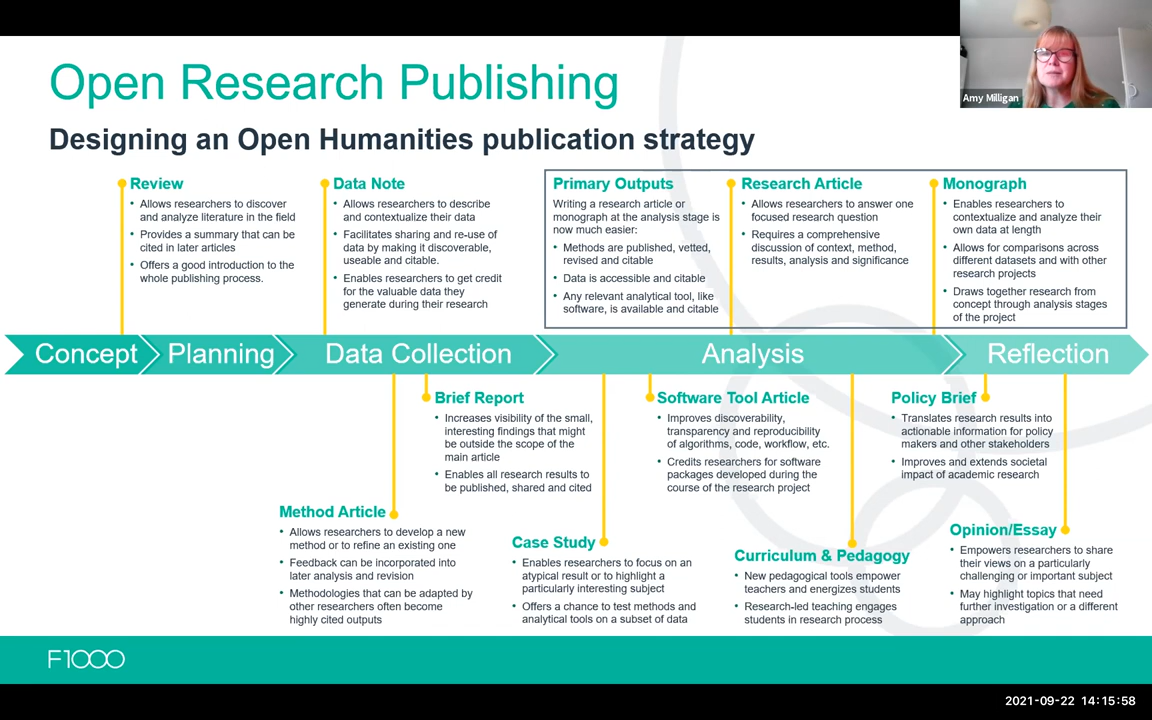 Open Research Publishing
Designing an Open Humanities publication strategy
Amy Milligan
Review
• Allows researchers to discover
and analyze literature in the field
• Provides a summary that can be
cited in later articles
• Offers a good introduction to the
whole publishing process.
Data Note
• Allows researchers to describe
and contextualize their data
• Facilitates sharing and re-use of
data by making it discoverable,
useable and citable.
• Enables researchers to get credit
for the valuable data they
generate during their research
Primary Outputs
Writing a research article or
monograph at the analysis stage is
now much easier:
• Methods are published, vetted,
revised and citable
• Data is accessible and citable
• Any relevant analytical tool, like
software, is available and citable
Research Article
• Allows researchers to answer one
focused research question
• Requires a comprehensive
discussion of context, method,
results, analysis and significance
Monograph
• Enables researchers to
contextualize and analyze their
own data at length
• Allows for comparisons across
different datasets and with other
research projects
• Draws together research from
concept through analysis stages
of the project
Concept
Planning
Data Collection
Analysis
Reflection
Brief Report
• Increases visibility of the small,
interesting findings that might
be outside the scope of the
main article
• Enables all research results to
be published, shared and cited
Software Tool Article
• Improves discoverability,
transparency and reproducibility
of algorithms, code, workflow, etc.
• Credits researchers for software
packages developed during the
course of the research project
Policy Brief
• Translates research results into
actionable information for policy
makers and other stakeholders
• Improves and extends societal
impact of academic research
Method Article
• Allows researchers to develop a new
method or to refine an existing one
• Feedback can be incorporated into
later analysis and revision
• Methodologies that can be adapted by
other researchers often become
highly cited outputs
Case Study
• Enables researchers to focus on an
atypical result or to highlight a
particularly interesting subject
• Offers a chance to test methods and
analytical tools on a subset of data
Curriculum & Pedagogy
• New pedagogical tools empower
teachers and energizes students
• Research-led teaching engages
students in research process
Opinion/Essay
• Empowers researchers to share
their views on a particularly
challenging or important subject
• May highlight topics that need
further investigation or a different
approach
F1000
2021-09-22 14:15:58